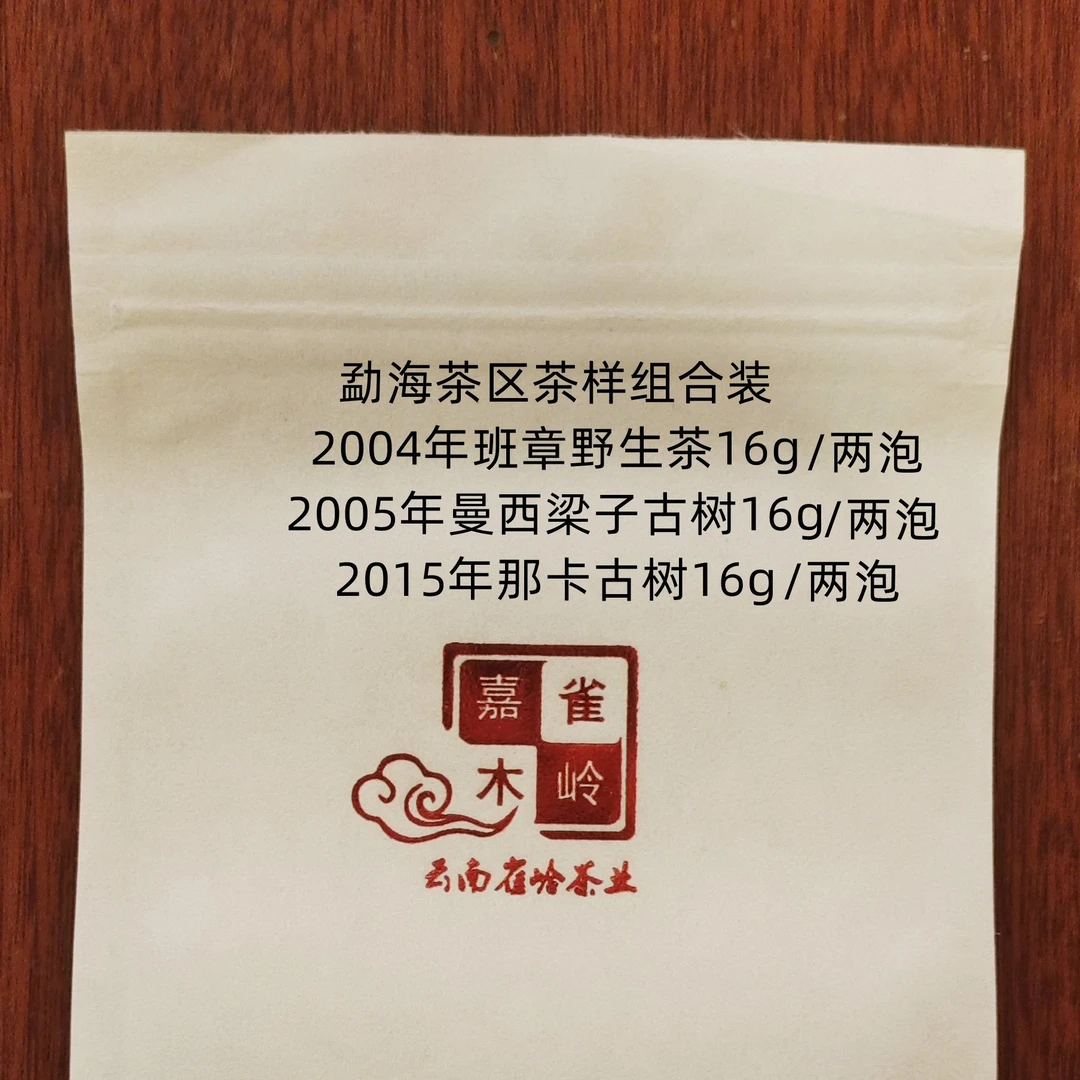 勐海茶区茶样组合装
2004年班章野生茶16g/两泡
2005年曼西梁子古树16g/两泡
2015年那卡古树16g/两泡
嘉雀
木岭
云南雀岭茶业